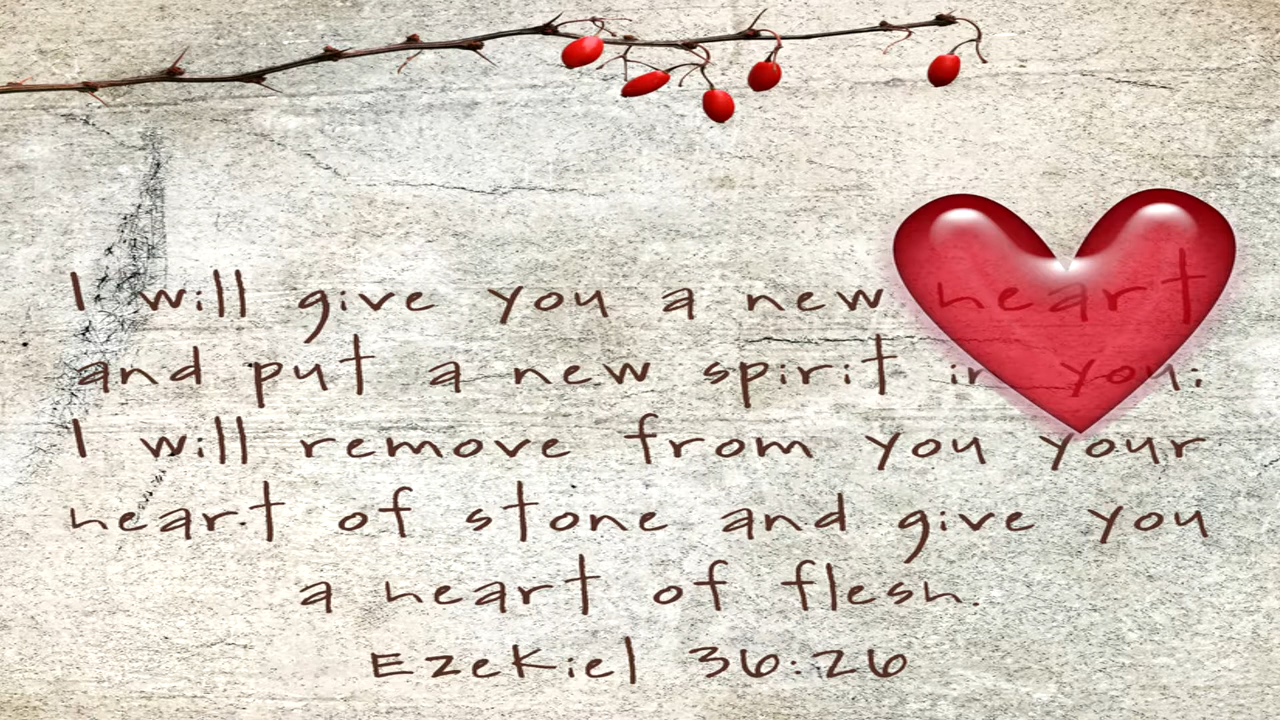 I will give you a new heart
and put a new spirit in you;
I will remove from you your
heart of stone and give you
a heart of flesh.
Ezekiel 36:26